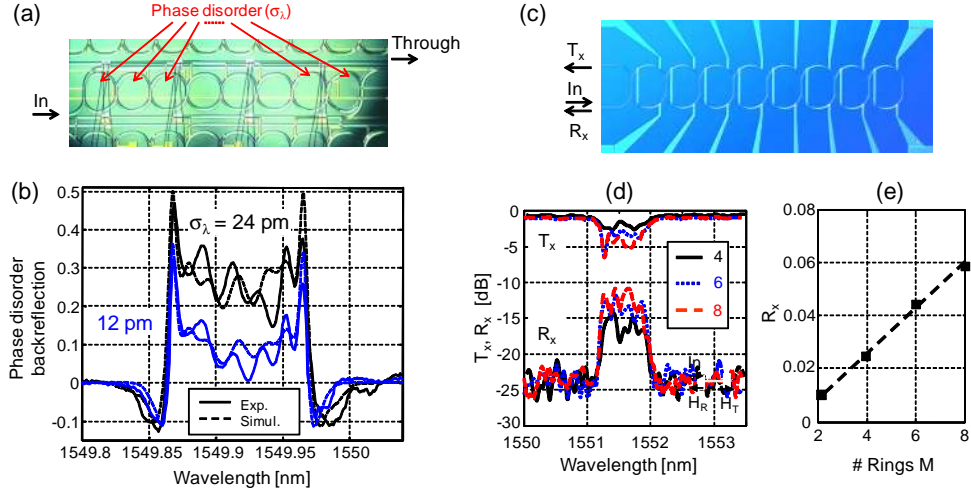 (a)
Phase disorder (σλ)
......
Through
In
(c)
Tx
In
Rx
(b)
0.5
0.4
0.3
0.2
0.1
0
-0.1
Phase disorder
backreflection
σλ = 24 pm
12 pm
Exp.
Simul.
1549.8
1549.85
1549.9
1549.95
1550
Wavelength [nm]
(d)
0
-5
-10
-15
-20
-25
-30
Tx, Rx [dB]
Tx
Rx
4
6
8
In
HR
HT
1550
1551
1552
1553
Wavelength [nm]
(e)
0.08
0.06
0.04
0.02
0
Rx
2
4
6
8
# Rings M